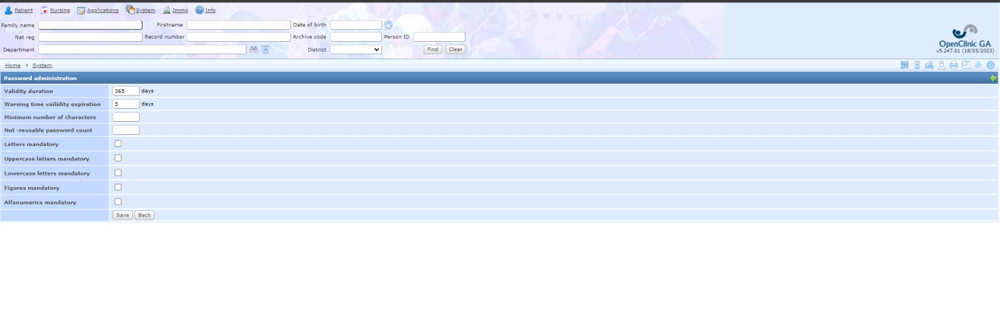 Patient Nursing Applications System Immo Info
Family name Firstname Date of birth
Nat reg Record number Archive code Person ID
Department District Find Clear
OpenClinic GA
v5.247.01 (18/05/2023)
Home System
Password administration
Validity duration 365 days
Warning time vailidity expiration 5 days
Minimum number of characters
Not -reusable password count
Letters mandatory
Uppercase letters mandatory
Lowercase letters mandatory
Figures mandatory
Alfanumerics mandatory
Save Back